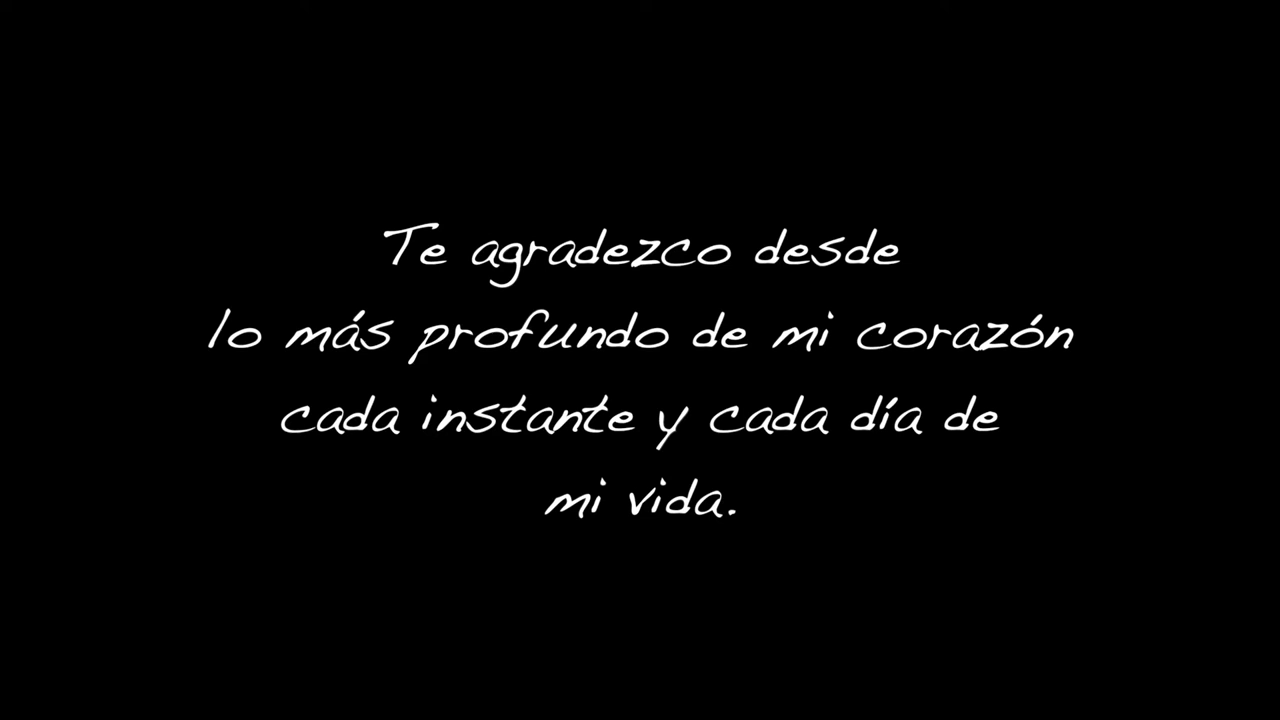 Te agradezco desde
lo más profundo de mi corazón
cada instante y cada día de
mi vida.